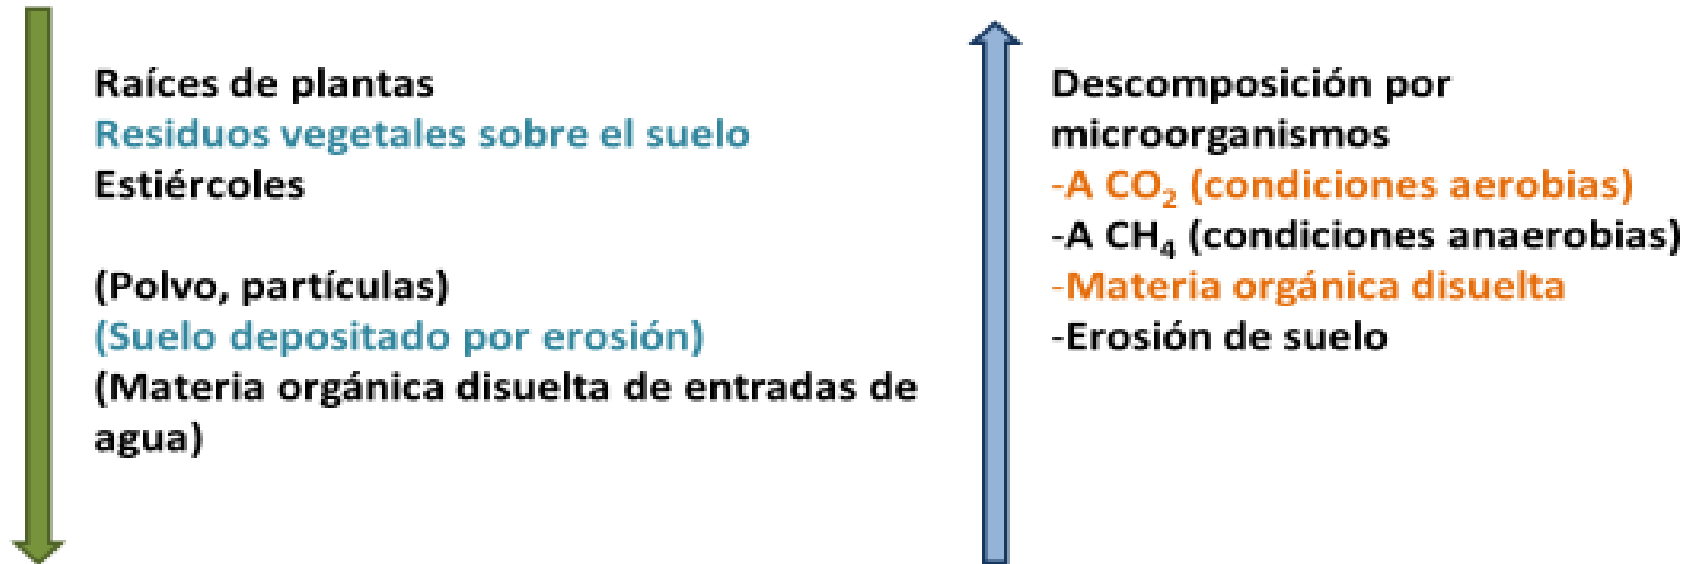 Raíces de plantas
Residuos vegetales sobre el suelo
Estiércoles
(Polvo, partículas)
(Suelo depositado por erosión)
(Materia orgánica disuelta de entradas de
agua)
Descomposición por
microorganismos
-A CO₂ (condiciones aerobias)
-A CH₄ (condiciones anaerobias)
-Materia orgánica disuelta
-Erosión de suelo